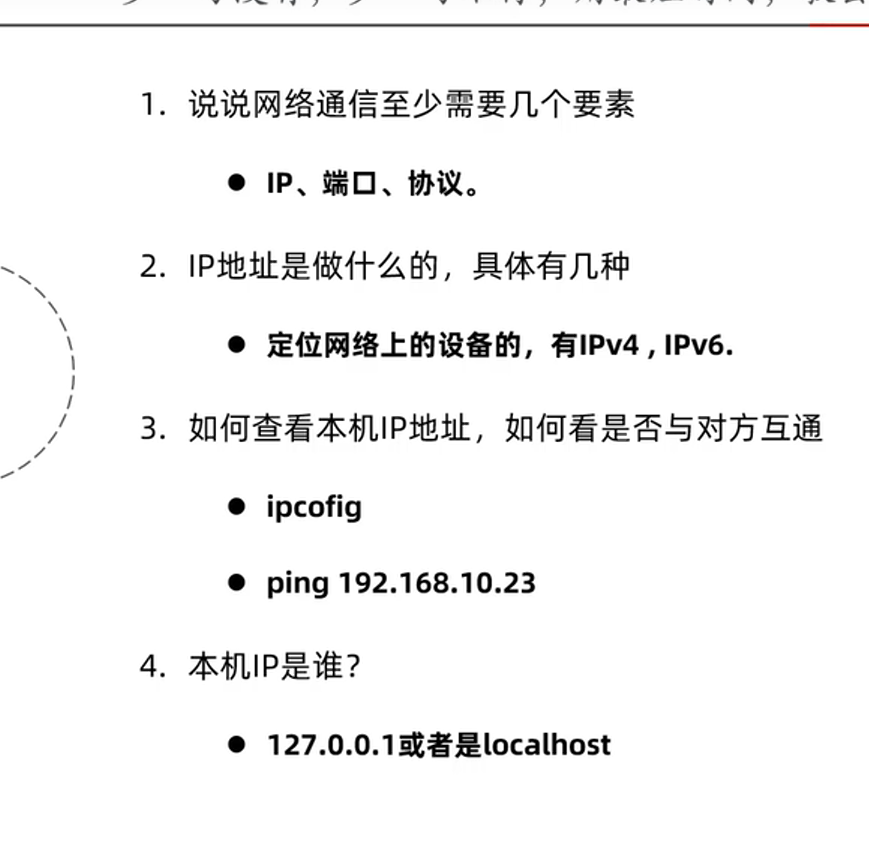 1. 说说网络通信至少需要几个要素
● IP、端口、协议。
2. IP地址是做什么的，具体有几种
● 定位网络上的设备的，有IPv4 , IPv6.
3. 如何查看本机IP地址，如何看是否与对方互通
● ipcofig
● ping 192.168.10.23
4. 本机IP是谁?
● 127.0.0.1或者是localhost